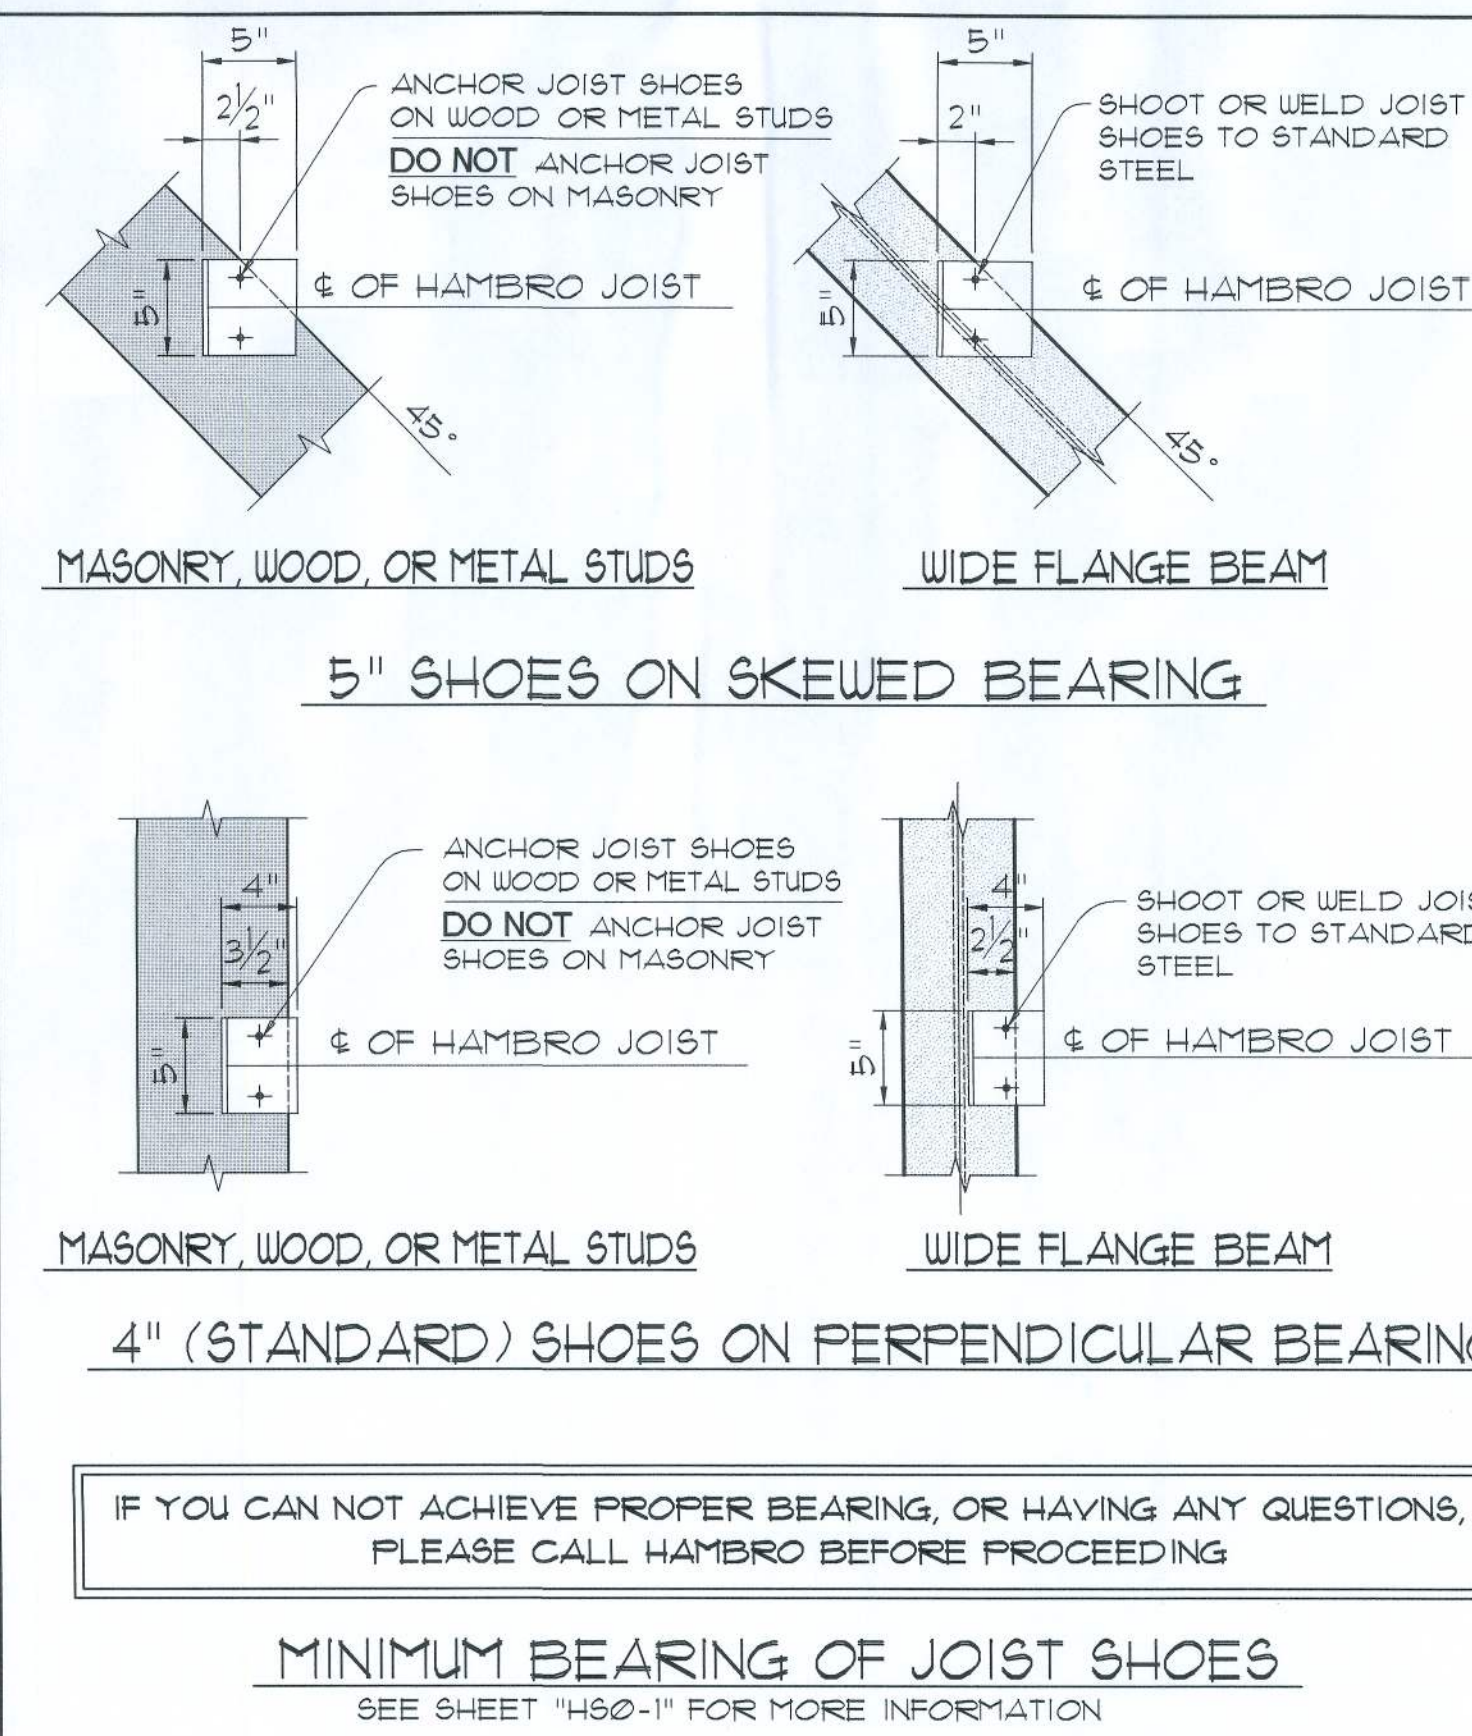 5"
2½"
ANCHOR JOIST SHOES
ON WOOD OR METAL STUDS
DO NOT ANCHOR JOIST
SHOES ON MASONRY
5"
℄ OF HAMBRO JOIST
45°
MASONRY, WOOD, OR METAL STUDS
5"
2"
SHOOT OR WELD JOIST
SHOES TO STANDARD
STEEL
5"
℄ OF HAMBRO JOIST
45°
WIDE FLANGE BEAM
5" SHOES ON SKEWED BEARING
ANCHOR JOIST SHOES
ON WOOD OR METAL STUDS
DO NOT ANCHOR JOIST
SHOES ON MASONRY
4"
3½"
5"
℄ OF HAMBRO JOIST
MASONRY, WOOD, OR METAL STUDS
4"
2½"
SHOOT OR WELD JOIS
SHOES TO STANDARD
STEEL
5"
℄ OF HAMBRO JOIST
WIDE FLANGE BEAM
4" (STANDARD) SHOES ON PERPENDICULAR BEARING
IF YOU CAN NOT ACHIEVE PROPER BEARING, OR HAVING ANY QUESTIONS,
PLEASE CALL HAMBRO BEFORE PROCEEDING
MINIMUM BEARING OF JOIST SHOES
SEE SHEET "HSØ-1" FOR MORE INFORMATION